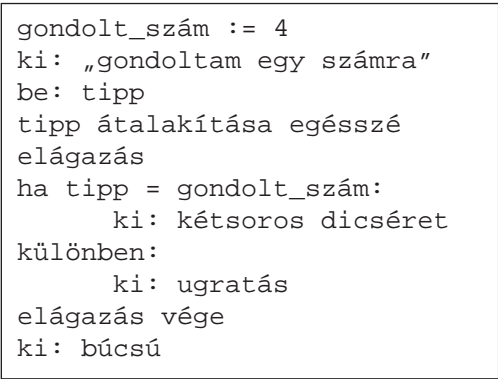 gondolt_szám := 4
ki: „gondoltam egy számra”
be: tipp
tipp átalakítása egésszé
elágazás
ha tipp = gondolt_szám:
ki: kétsoros dicséret
különben:
ki: ugratás
elágazás vége
ki: búcsú